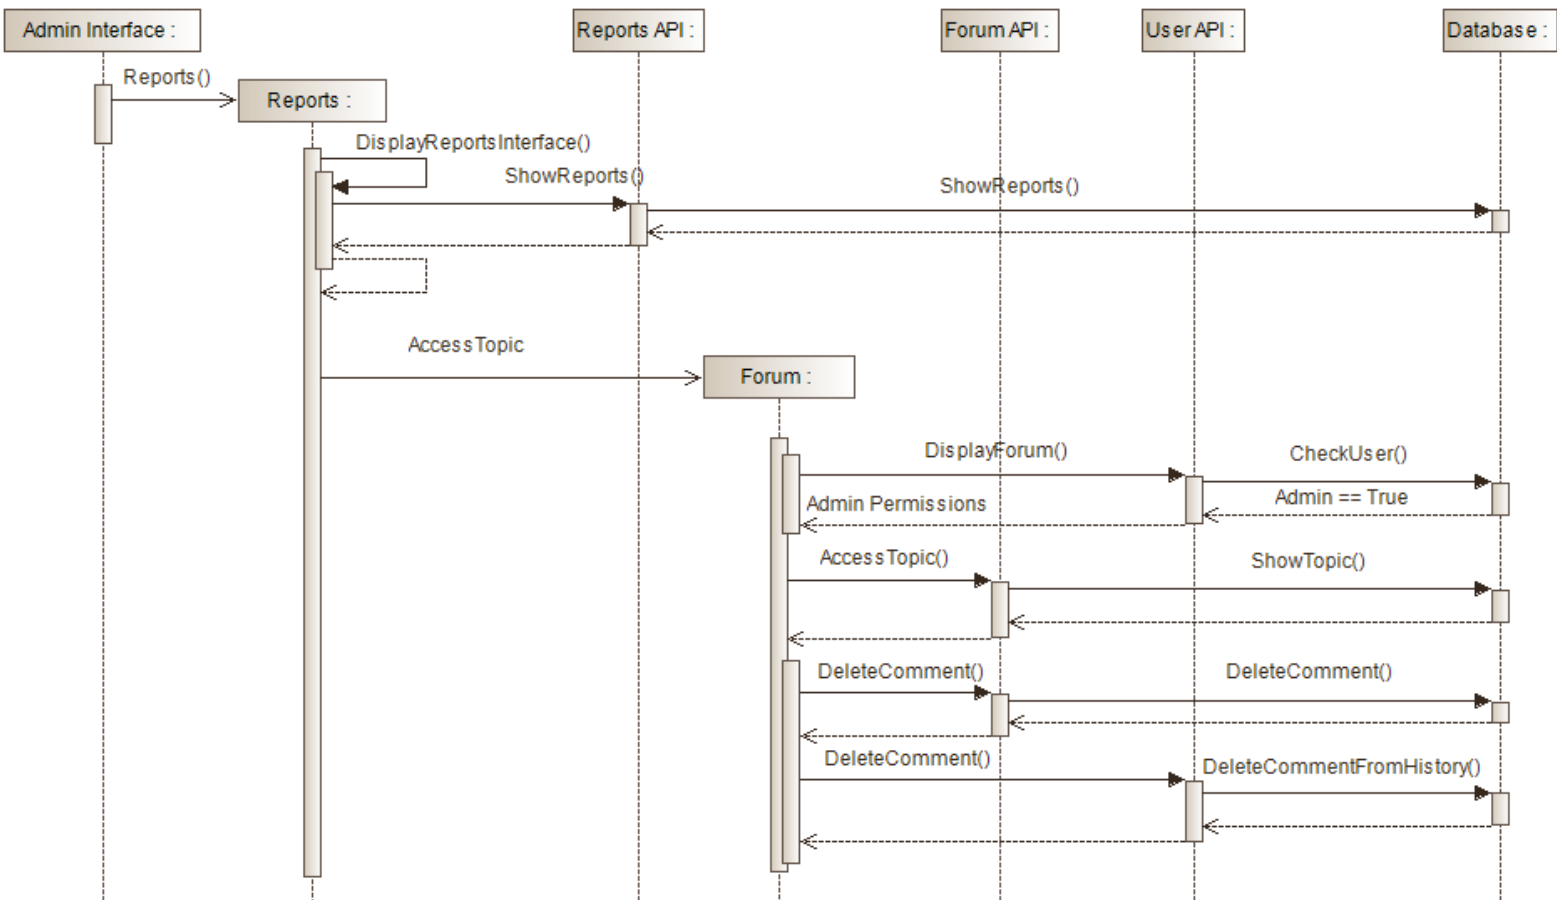 Admin Interface :
Reports API :
Forum API :
User API :
Database :
Reports()
Reports :
DisplayReportsInterface()
ShowReports()
ShowReports()
AccessTopic
Forum :
DisplayForum()
CheckUser()
Admin Permissions
Admin == True
AccessTopic()
ShowTopic()
DeleteComment()
DeleteComment()
DeleteComment()
DeleteCommentFromHistory()